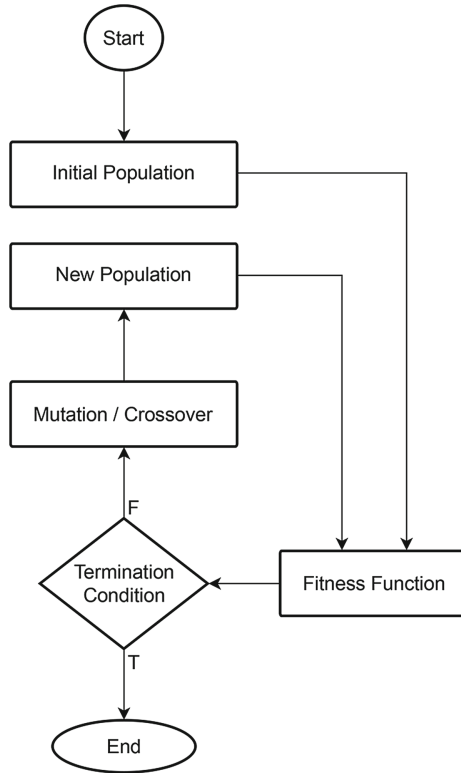 Start
Initial Population
New Population
Mutation / Crossover
F
Termination
Condition
Fitness Function
T
End